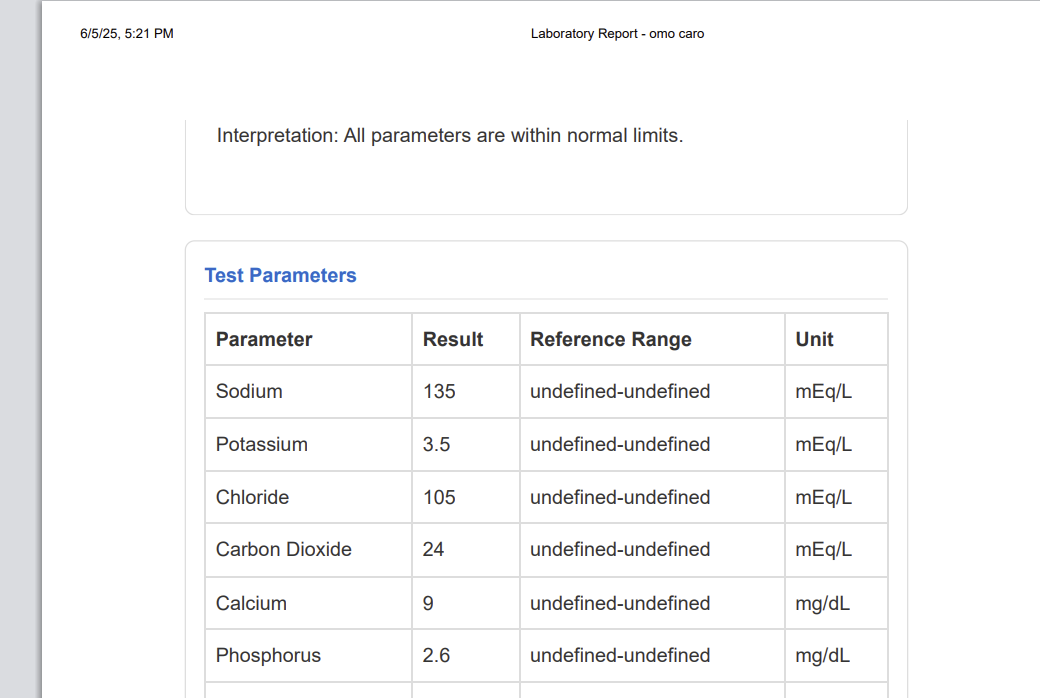 6/5/25, 5:21 PM Laboratory Report - omo caro
Interpretation: All parameters are within normal limits.
Test Parameters
Parameter Result Reference Range Unit
Sodium 135 undefined-undefined mEq/L
Potassium 3.5 undefined-undefined mEq/L
Chloride 105 undefined-undefined mEq/L
Carbon Dioxide 24 undefined-undefined mEq/L
Calcium 9 undefined-undefined mg/dL
Phosphorus 2.6 undefined-undefined mg/dL